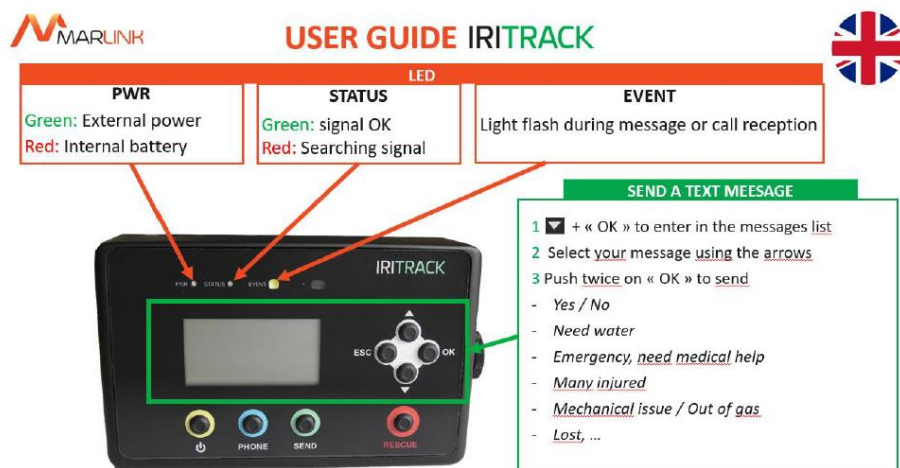 MARLINK
USER GUIDE IRITRACK
LED
PWR
Green: External power
Red: Internal battery
STATUS
Green: signal OK
Red: Searching signal
EVENT
Light flash during message or call reception
SEND A TEXT MEESAGE
1 ▼ + « OK » to enter in the messages list
2 Select your message using the arrows
3 Push twice on « OK » to send
- Yes / No
- Need water
- Emergency, need medical help
- Many injured
- Mechanical issue / Out of gas
- Lost, ...
IRITRACK
PWR STATUS EVENT
ESC OK
PHONE SEND RESCUE